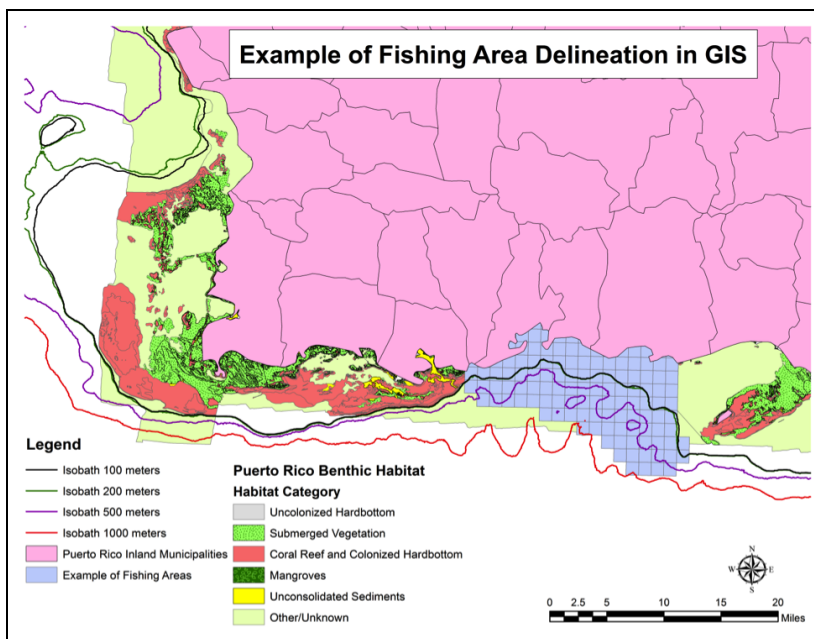 Example of Fishing Area Delineation in GIS
Legend
Isobath 100 meters
Isobath 200 meters
Isobath 500 meters
Isobath 1000 meters
Puerto Rico Inland Municipalities
Example of Fishing Areas
Puerto Rico Benthic Habitat
Habitat Category
Uncolonized Hardbottom
Submerged Vegetation
Coral Reef and Colonized Hardbottom
Mangroves
Unconsolidated Sediments
Other/Unknown
N
W E
S
0 2.5 5 10 15 20
Miles